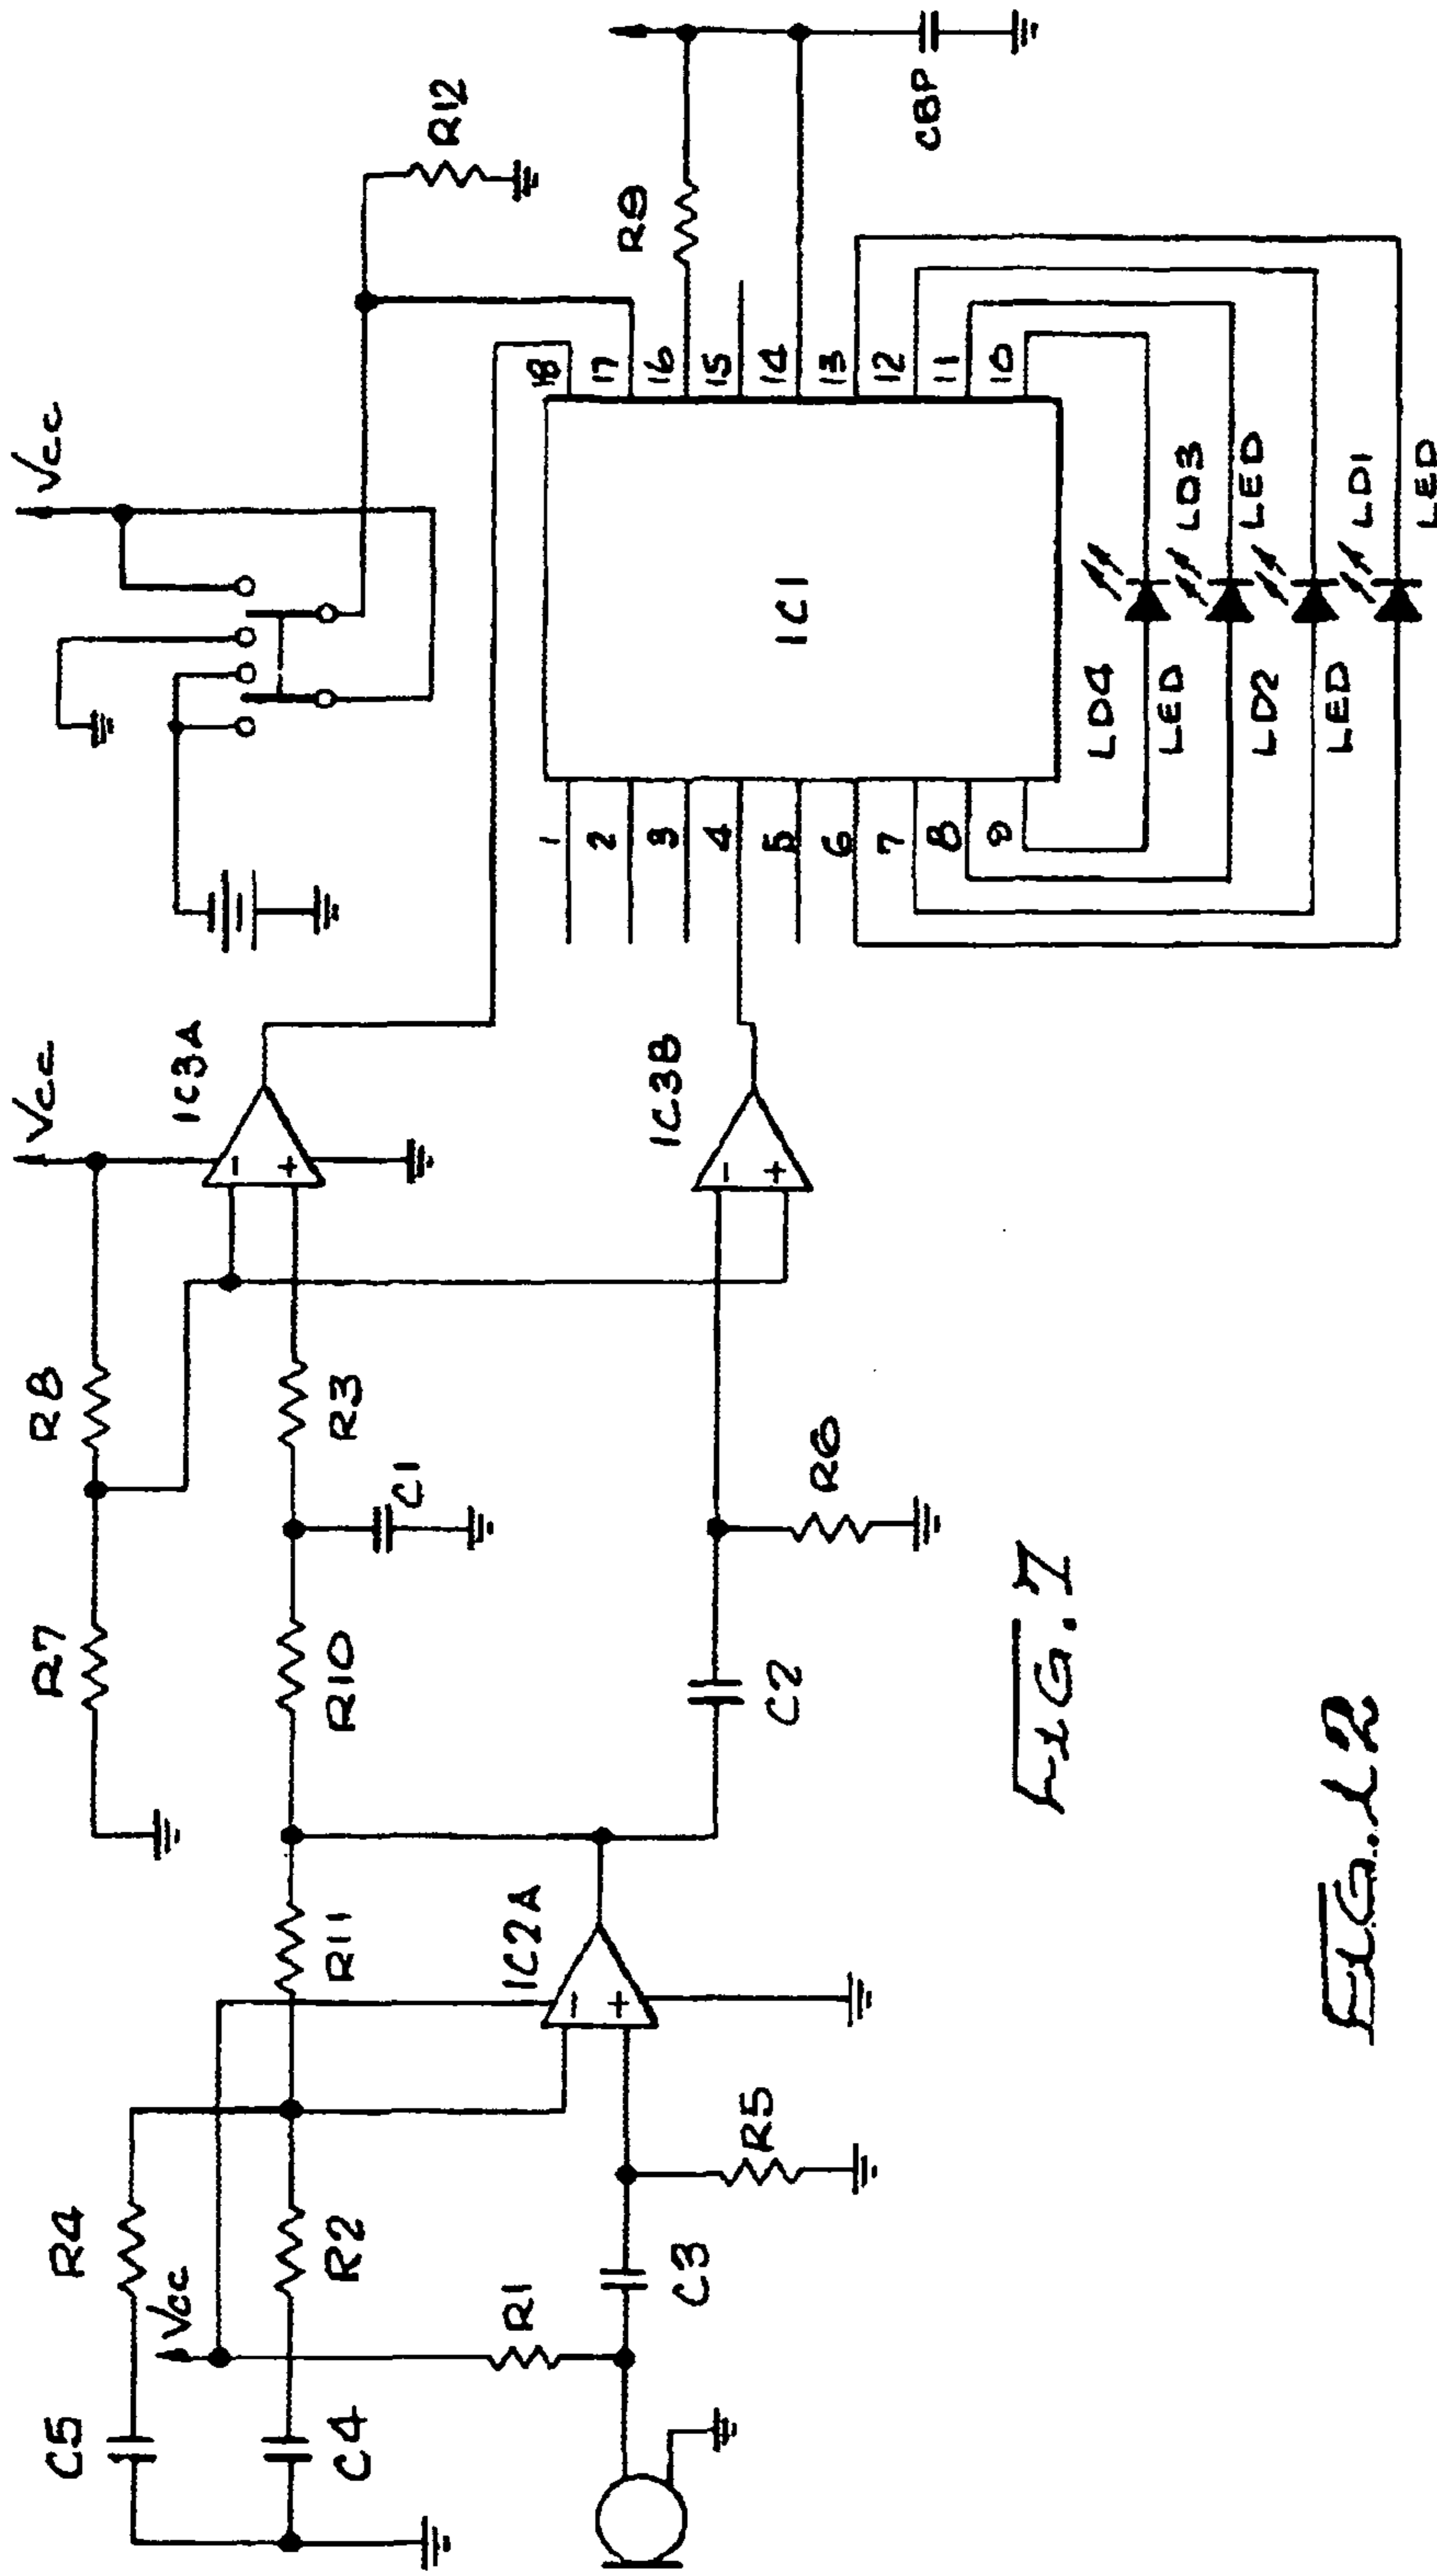 C5
R4
Vcc
C4
R2
R1
C3
R5
R11
IC2A
-
+
R7
R8
R10
C1
R3
C2
R6
Vcc
IC3A
-
+
IC3B
-
+
Vcc
R12
R9
CBP
IC1
1
2
3
4
5
6
7
8
9
18
17
16
15
14
13
12
11
10
LD4
LED
LD3
LED
LD2
LED
LD1
LED
FIG. 7
FIG. 12